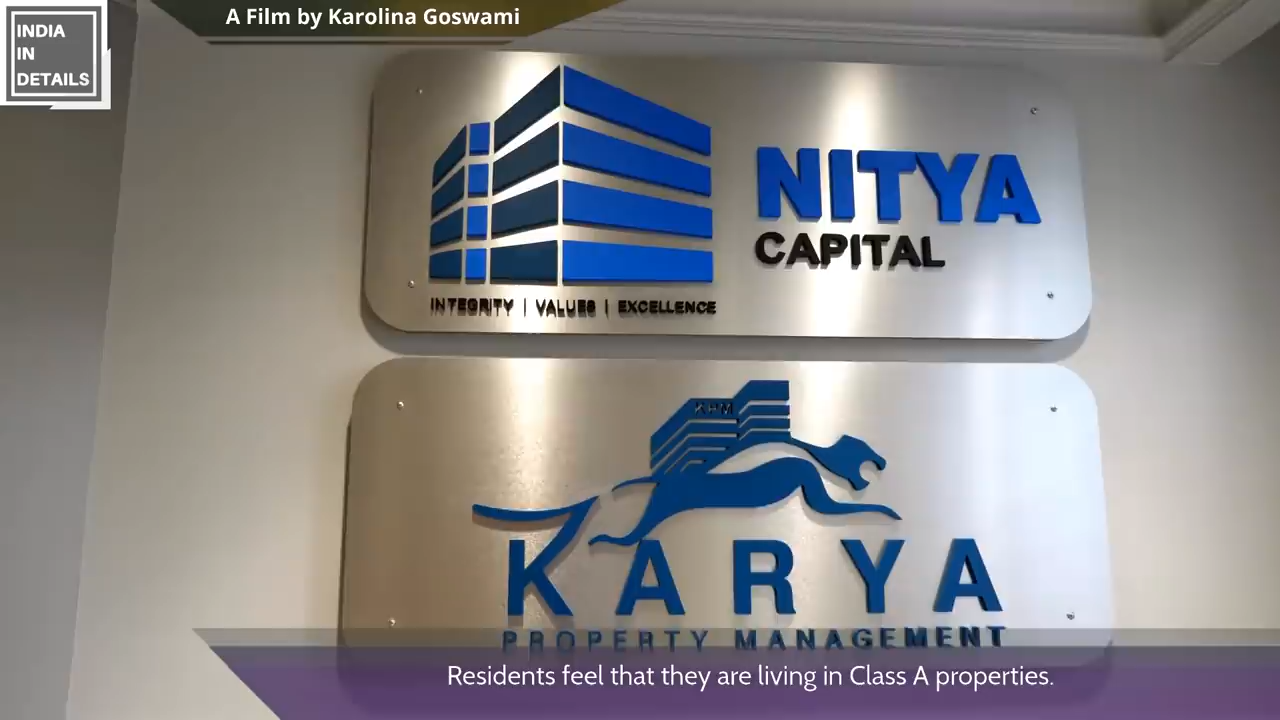 A Film by Karolina Goswami
INDIA
IN
DETAILS
NITYA
CAPITAL
INTEGRITY | VALUES | EXCELLENCE
KPM
KARYA
PROPERTY MANAGEMENT
Residents feel that they are living in Class A properties.